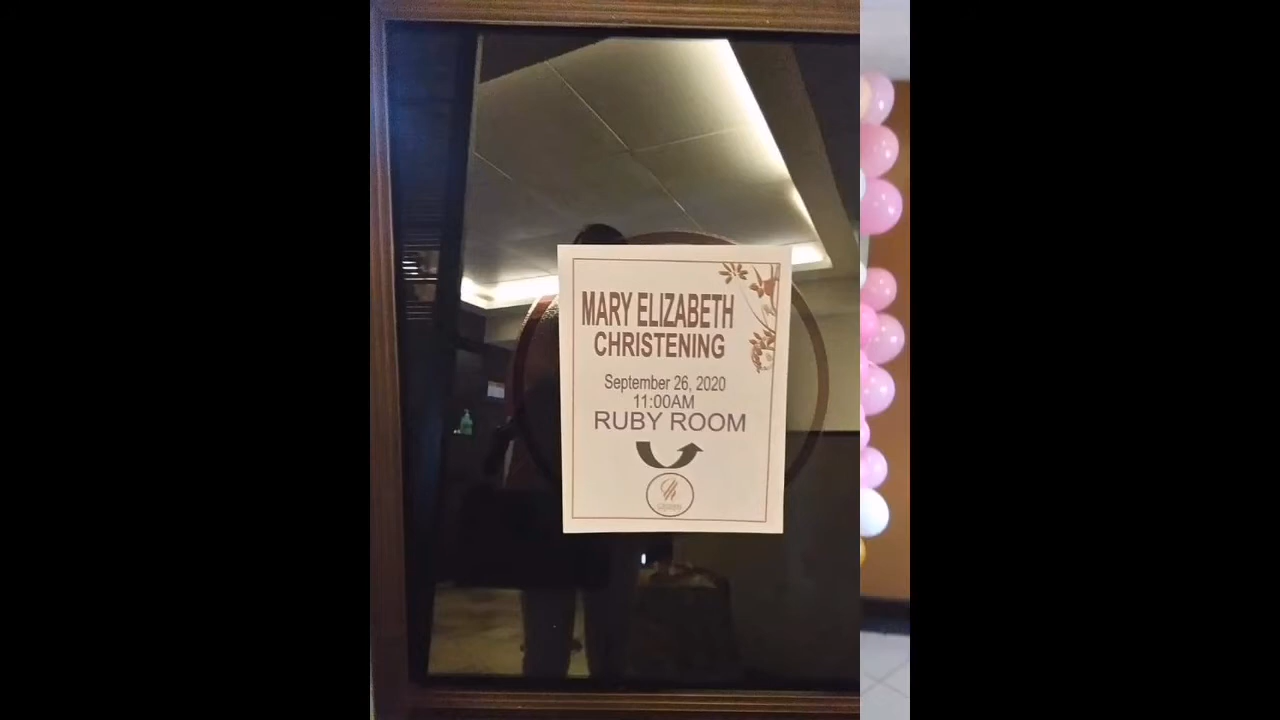 MARY ELIZABETH
CHRISTENING
September 26, 2020
11:00AM
RUBY ROOM